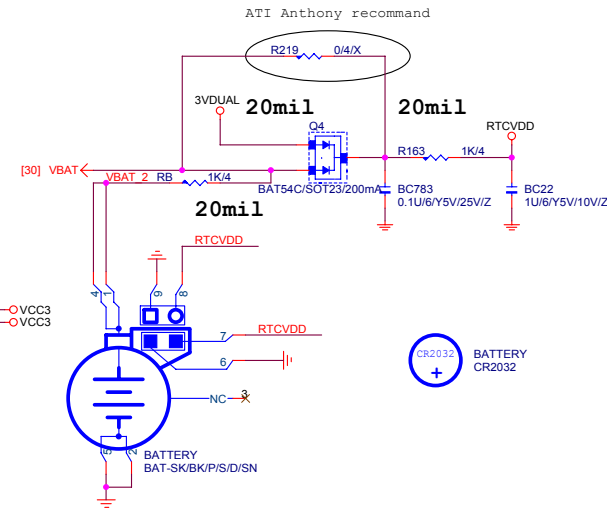 ATI Anthony recommand
R219 0/4/X
3VDUAL
20mil
20mil
Q4
RTCVDD
R163 1K/4
[30] VBAT
VBAT_2 RB 1K/4
BAT54C/SOT23/200mA
BC783
0.1U/6/Y5V/25V/Z
BC22
1U/6/Y5V/10V/Z
20mil
RTCVDD
4
1
9
8
VCC3
VCC3
7
RTCVDD
6
CR2032
+
BATTERY
CR2032
NC
3
5
2
BATTERY
BAT-SK/BK/P/S/D/SN